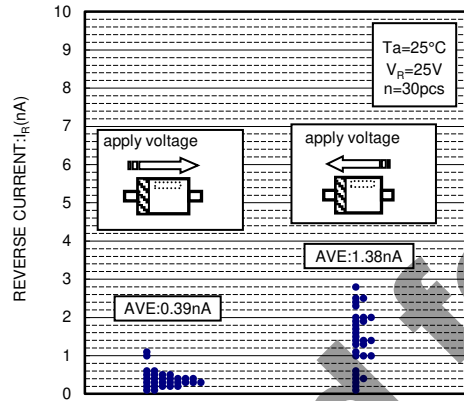 10
9
8
7
6
5
4
3
2
1
0
REVERSE CURRENT:I_R(nA)
Ta=25°C
V_R=25V
n=30pcs
apply voltage
apply voltage
AVE:1.38nA
AVE:0.39nA